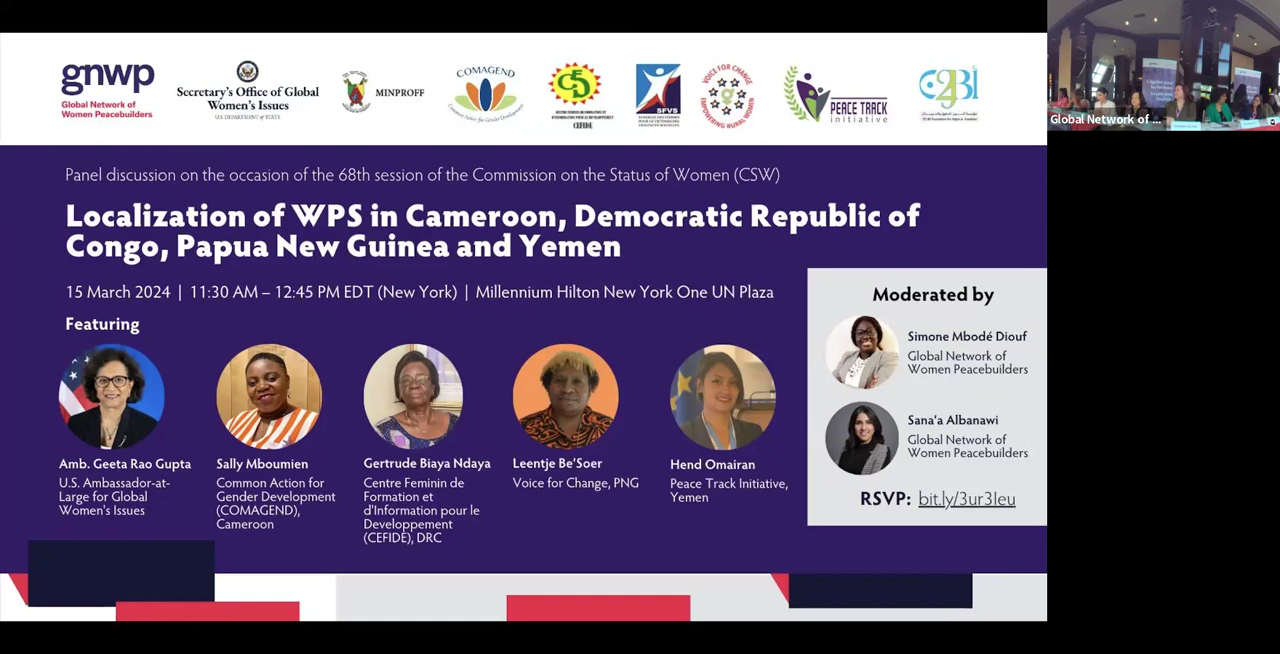 gnwp
Global Network of
Women Peacebuilders
Secretary's Office of Global
Women's Issues
U.S. DEPARTMENT of STATE
MINPROFF
COMAGEND
Common Action for Gender Development
CEFIDE
SFVS
VOICE FOR CHANGE
EMPOWERING RURAL WOMEN
PEACE TRACK
initiative
Global Network of ...
Panel discussion on the occasion of the 68th session of the Commission on the Status of Women (CSW)
Localization of WPS in Cameroon, Democratic Republic of
Congo, Papua New Guinea and Yemen
15 March 2024 | 11:30 AM – 12:45 PM EDT (New York) | Millennium Hilton New York One UN Plaza
Featuring
Amb. Geeta Rao Gupta
U.S. Ambassador-at-
Large for Global
Women's Issues
Sally Mboumien
Common Action for
Gender Development
(COMAGEND),
Cameroon
Gertrude Biaya Ndaya
Centre Feminin de
Formation et
d'Information pour le
Developpement
(CEFIDE), DRC
Leentje Be'Soer
Voice for Change, PNG
Hend Omairan
Peace Track Initiative,
Yemen
Moderated by
Simone Mbodé Diouf
Global Network of
Women Peacebuilders
Sana'a Albanawi
Global Network of
Women Peacebuilders
RSVP: bit.ly/3ur3Ieu